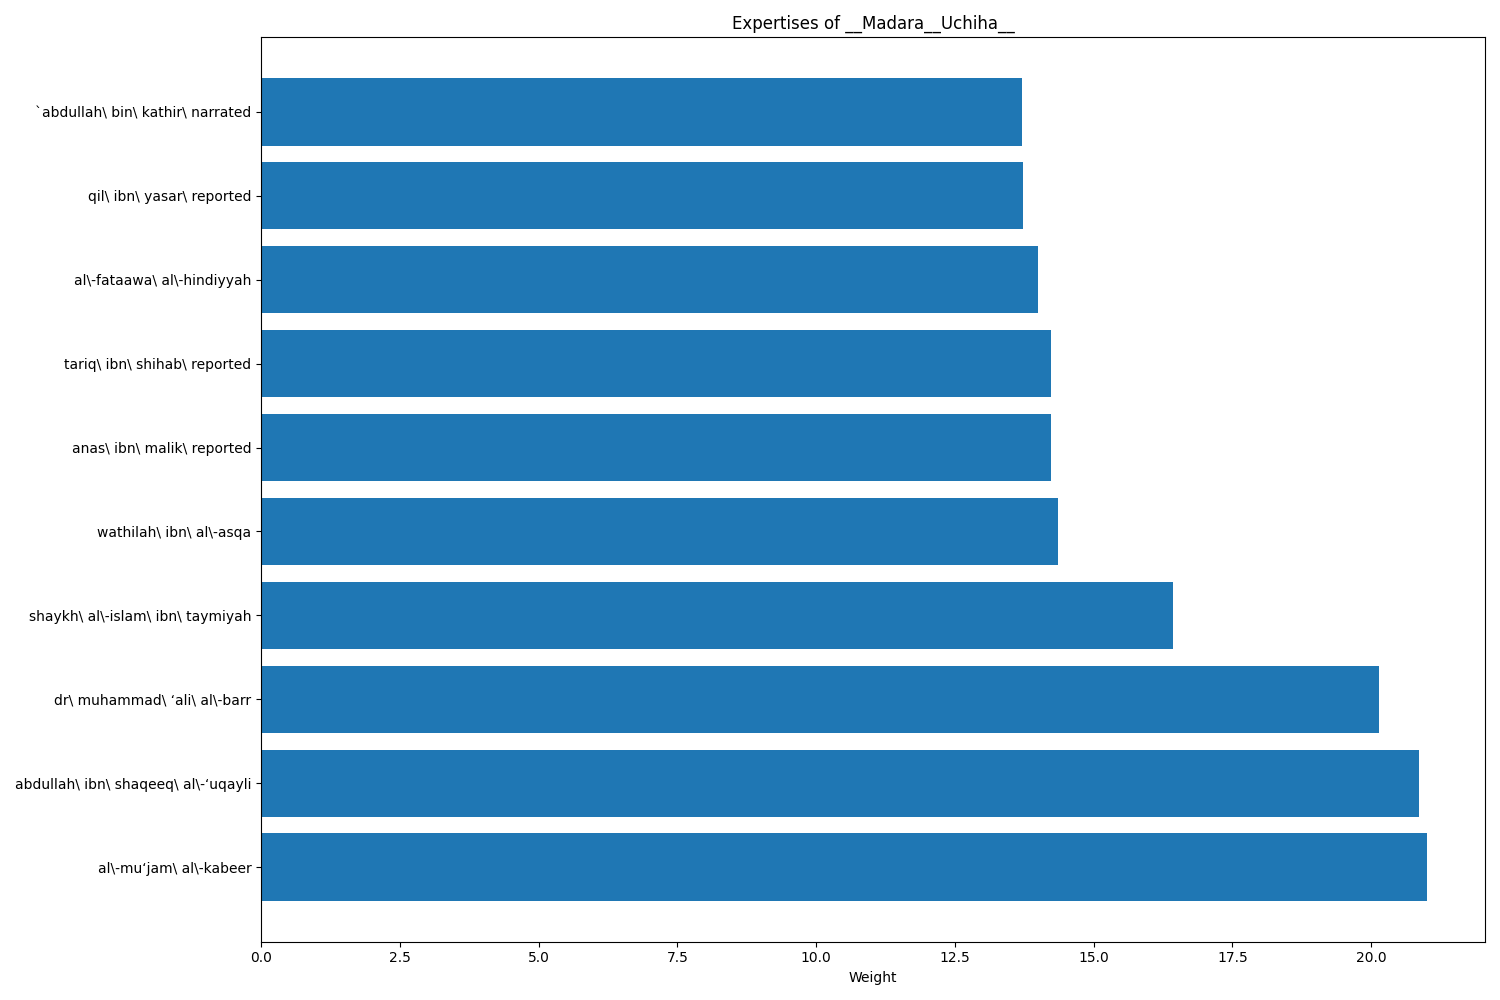 Expertises of __Madara__Uchiha__
`abdullah\ bin\ kathir\ narrated
qil\ ibn\ yasar\ reported
al\-fataawa\ al\-hindiyyah
tariq\ ibn\ shihab\ reported
anas\ ibn\ malik\ reported
wathilah\ ibn\ al\-asqa
shaykh\ al\-islam\ ibn\ taymiyah
dr\ muhammad\ ‘ali\ al\-barr
abdullah\ ibn\ shaqeeq\ al\-‘uqayli
al\-mu‘jam\ al\-kabeer
0.0 2.5 5.0 7.5 10.0 12.5 15.0 17.5 20.0
Weight